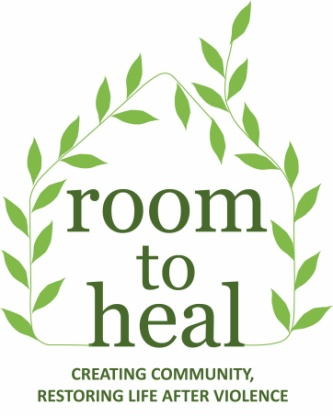 room
to
heal
CREATING COMMUNITY,
RESTORING LIFE AFTER VIOLENCE